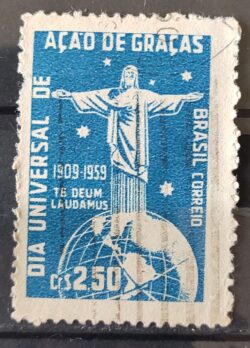 DIA UNIVERSAL DE
AÇÃO DE GRAÇAS
BRASIL CORREIO
1909-1959
TE DEUM
LAUDAMUS
Cr$ 2,50